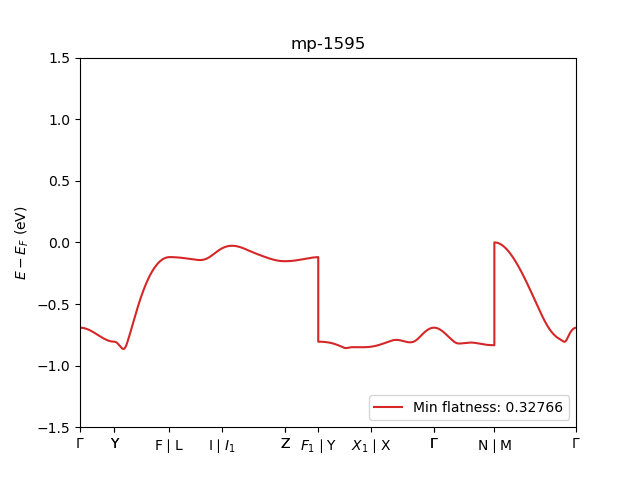 mp-1595
E − E_F (eV)
1.5
1.0
0.5
0.0
−0.5
−1.0
−1.5
Min flatness: 0.32766
Γ Y F | L I | I₁ Z F₁ | Y X₁ | X Γ N | M Γ